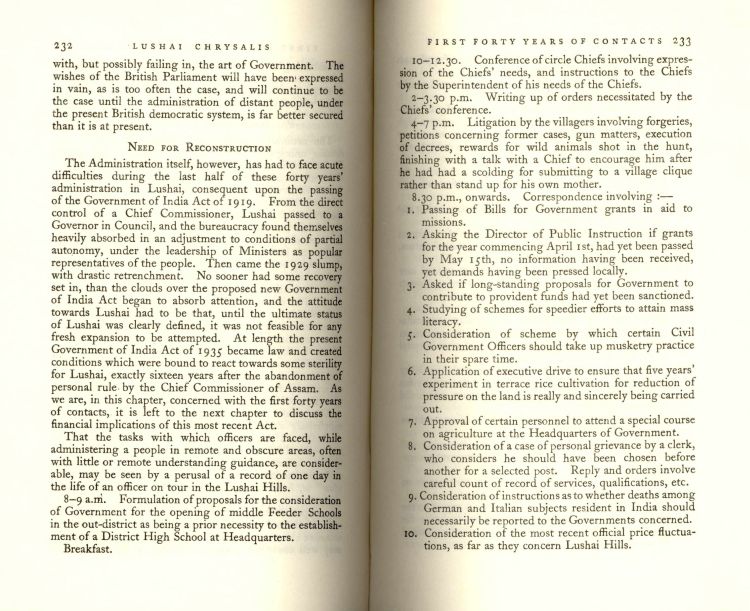 232 LUSHAI CHRYSALIS
with, but possibly failing in, the art of Government. The
wishes of the British Parliament will have been expressed
in vain, as is too often the case, and will continue to be
the case until the administration of distant people, under
the present British democratic system, is far better secured
than it is at present.
NEED FOR RECONSTRUCTION
The Administration itself, however, has had to face acute
difficulties during the last half of these forty years'
administration in Lushai, consequent upon the passing
of the Government of India Act of 1919. From the direct
control of a Chief Commissioner, Lushai passed to a
Governor in Council, and the bureaucracy found themselves
heavily absorbed in an adjustment to conditions of partial
autonomy, under the leadership of Ministers as popular
representatives of the people. Then came the 1929 slump,
with drastic retrenchment. No sooner had some recovery
set in, than the clouds over the proposed new Government
of India Act began to absorb attention, and the attitude
towards Lushai had to be that, until the ultimate status
of Lushai was clearly defined, it was not feasible for any
fresh expansion to be attempted. At length the present
Government of India Act of 1935 became law and created
conditions which were bound to react towards some sterility
for Lushai, exactly sixteen years after the abandonment of
personal rule by the Chief Commissioner of Assam. As
we are, in this chapter, concerned with the first forty years
of contacts, it is left to the next chapter to discuss the
financial implications of this most recent Act.
That the tasks with which officers are faced, while
administering a people in remote and obscure areas, often
with little or remote understanding guidance, are consider-
able, may be seen by a perusal of a record of one day in
the life of an officer on tour in the Lushai Hills.
8–9 a.m. Formulation of proposals for the consideration
of Government for the opening of middle Feeder Schools
in the out-district as being a prior necessity to the establish-
ment of a District High School at Headquarters.
Breakfast.
FIRST FORTY YEARS OF CONTACTS 233
10–12.30. Conference of circle Chiefs involving expres-
sion of the Chiefs' needs, and instructions to the Chiefs
by the Superintendent of his needs of the Chiefs.
2–3.30 p.m. Writing up of orders necessitated by the
Chiefs' conference.
4–7 p.m. Litigation by the villagers involving forgeries,
petitions concerning former cases, gun matters, execution
of decrees, rewards for wild animals shot in the hunt,
finishing with a talk with a Chief to encourage him after
he had had a scolding for submitting to a village clique
rather than stand up for his own mother.
8.30 p.m., onwards. Correspondence involving :—
1. Passing of Bills for Government grants in aid to
missions.
2. Asking the Director of Public Instruction if grants
for the year commencing April 1st, had yet been passed
by May 15th, no information having been received,
yet demands having been pressed locally.
3. Asked if long-standing proposals for Government to
contribute to provident funds had yet been sanctioned.
4. Studying of schemes for speedier efforts to attain mass
literacy.
5. Consideration of scheme by which certain Civil
Government Officers should take up musketry practice
in their spare time.
6. Application of executive drive to ensure that five years'
experiment in terrace rice cultivation for reduction of
pressure on the land is really and sincerely being carried
out.
7. Approval of certain personnel to attend a special course
on agriculture at the Headquarters of Government.
8. Consideration of a case of personal grievance by a clerk,
who considers he should have been chosen before
another for a selected post. Reply and orders involve
careful count of record of services, qualifications, etc.
9. Consideration of instructions as to whether deaths among
German and Italian subjects resident in India should
necessarily be reported to the Governments concerned.
10. Consideration of the most recent official price fluctua-
tions, as far as they concern Lushai Hills.